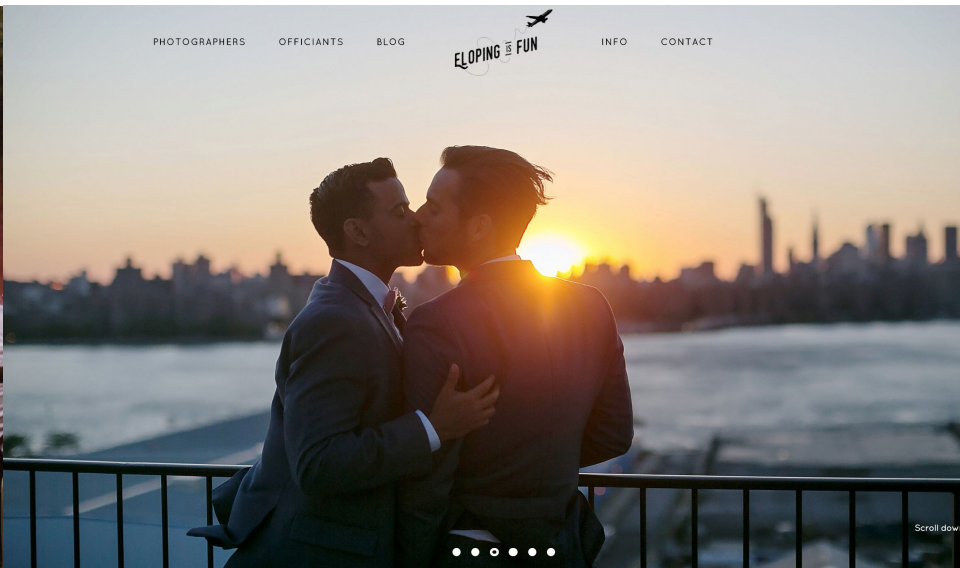 PHOTOGRAPHERS
OFFICIANTS
BLOG
ELOPING IS FUN
INFO
CONTACT
Scroll dow